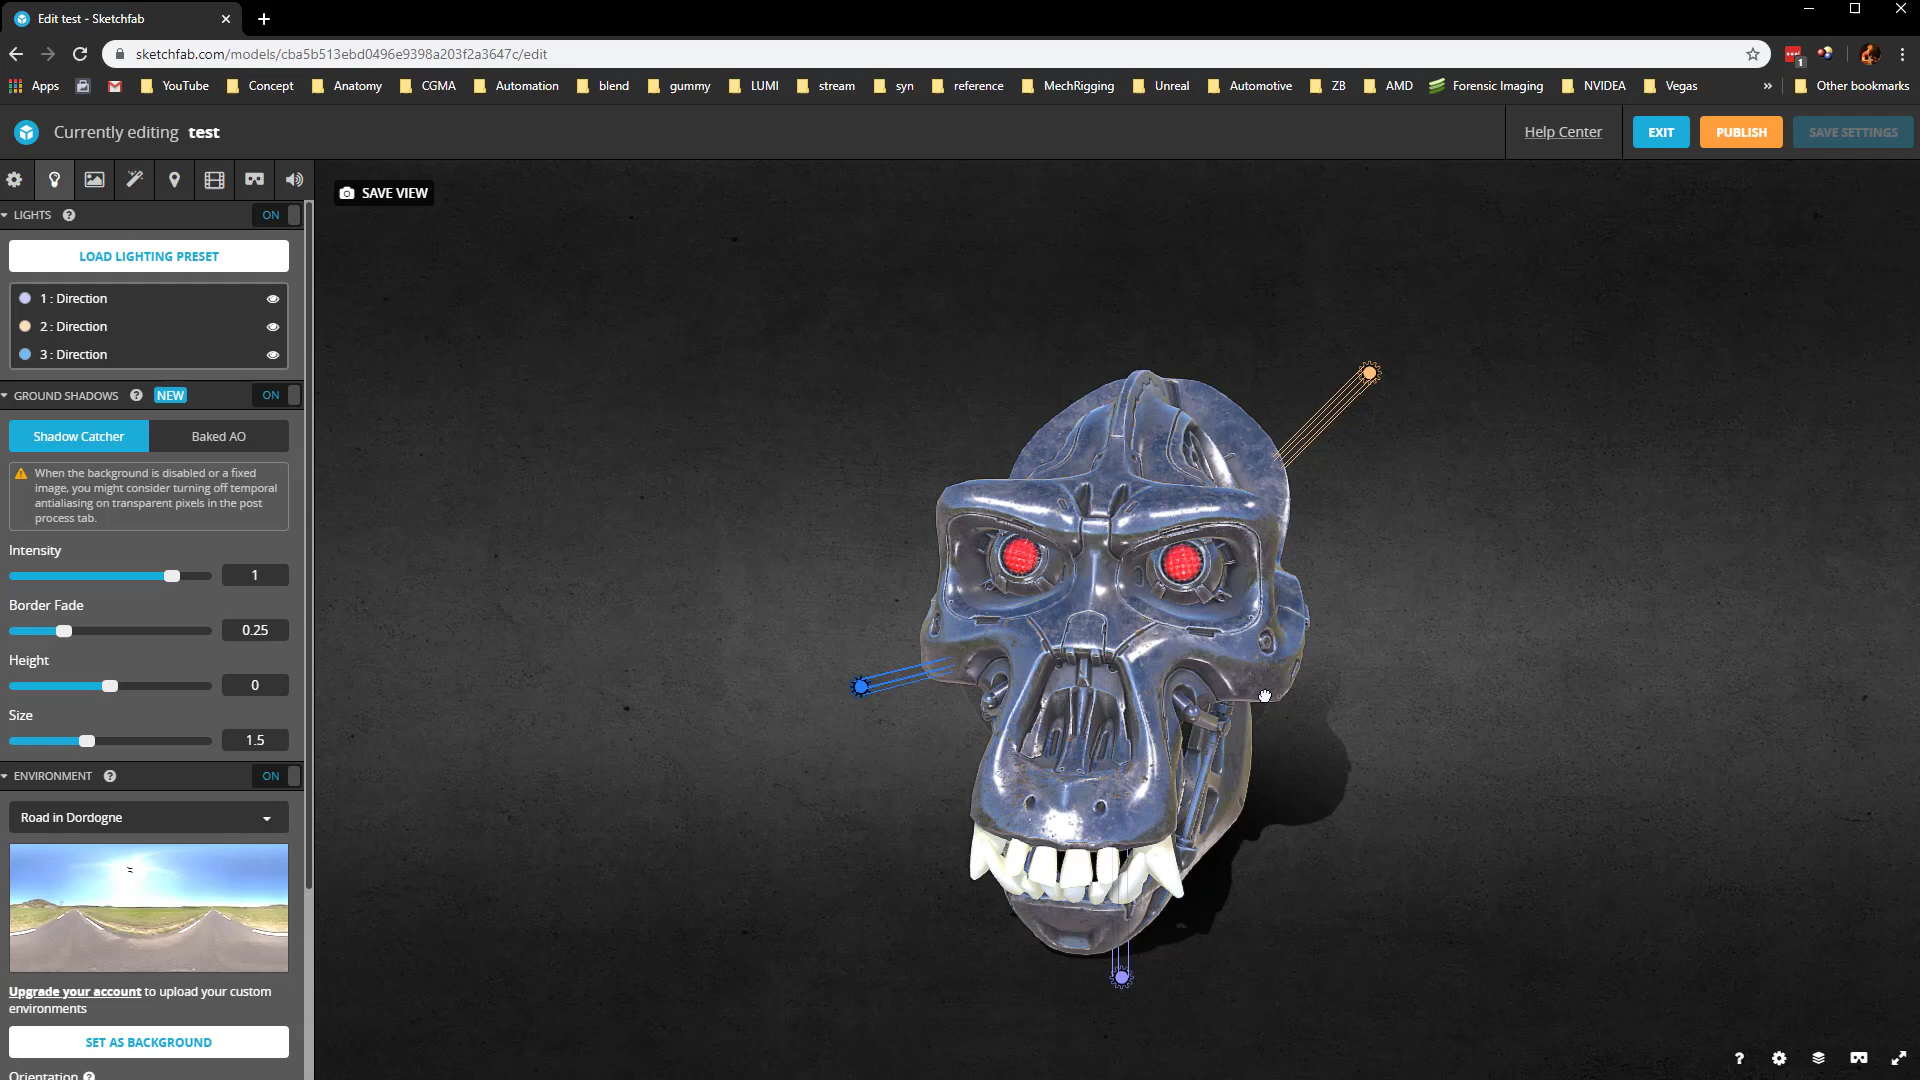 Edit test - Sketchfab
sketchfab.com/models/cba5b513ebd0496e9398a203f2a3647c/edit
1
Apps YouTube Concept Anatomy CGMA Automation blend gummy LUMI stream syn reference MechRigging Unreal Automotive ZB AMD Forensic Imaging NVIDEA Vegas » Other bookmarks
Currently editing test
Help Center
EXIT
PUBLISH
SAVE SETTINGS
SAVE VIEW
LIGHTS ? ON
LOAD LIGHTING PRESET
1 : Direction
2 : Direction
3 : Direction
GROUND SHADOWS ? NEW ON
Shadow Catcher Baked AO
When the background is disabled or a fixed
image, you might consider turning off temporal
antialiasing on transparent pixels in the post
process tab.
Intensity
1
Border Fade
0.25
Height
0
Size
1.5
ENVIRONMENT ? ON
Road in Dordogne
Upgrade your account to upload your custom
environments
SET AS BACKGROUND
Orientation ?
?